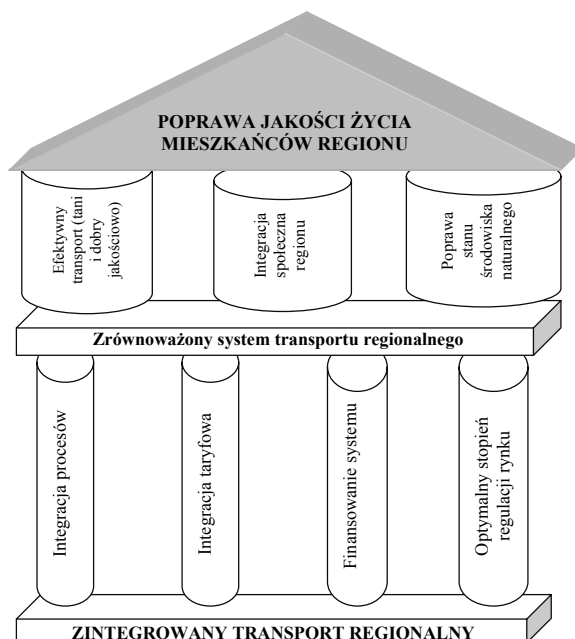 POPRAWA JAKOŚCI ŻYCIA
MIESZKAŃCÓW REGIONU
Efektywny
transport (tani
i dobry
jakościowo)
Integracja
społeczna
regionu
Poprawa
stanu
środowiska
naturalnego
Zrównoważony system transportu regionalnego
Integracja procesów
Integracja taryfowa
Finansowanie systemu
Optymalny stopień
regulacji rynku
ZINTEGROWANY TRANSPORT REGIONALNY